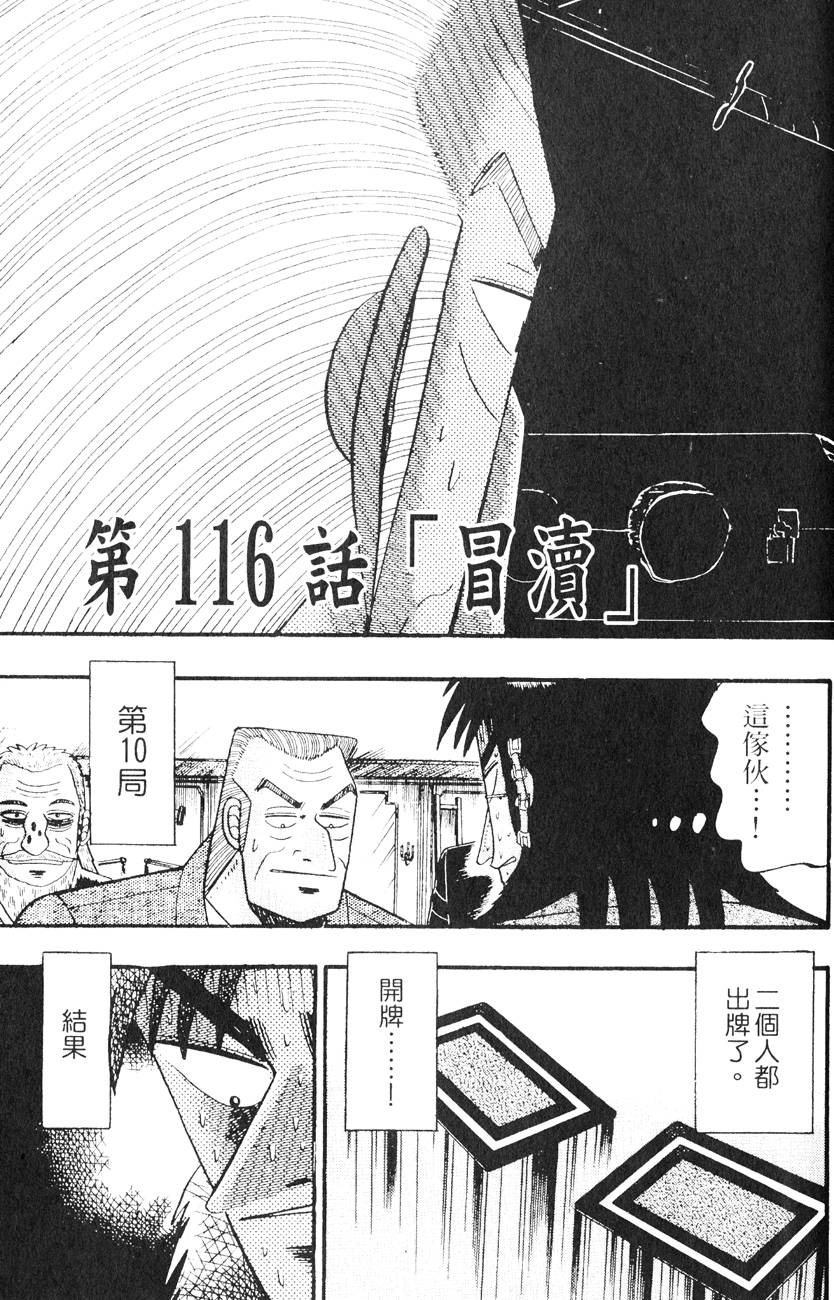 第116話「冒瀆」
…………
這傢伙…！
………
第10局
二個人都
出牌了。
開牌……！
結果